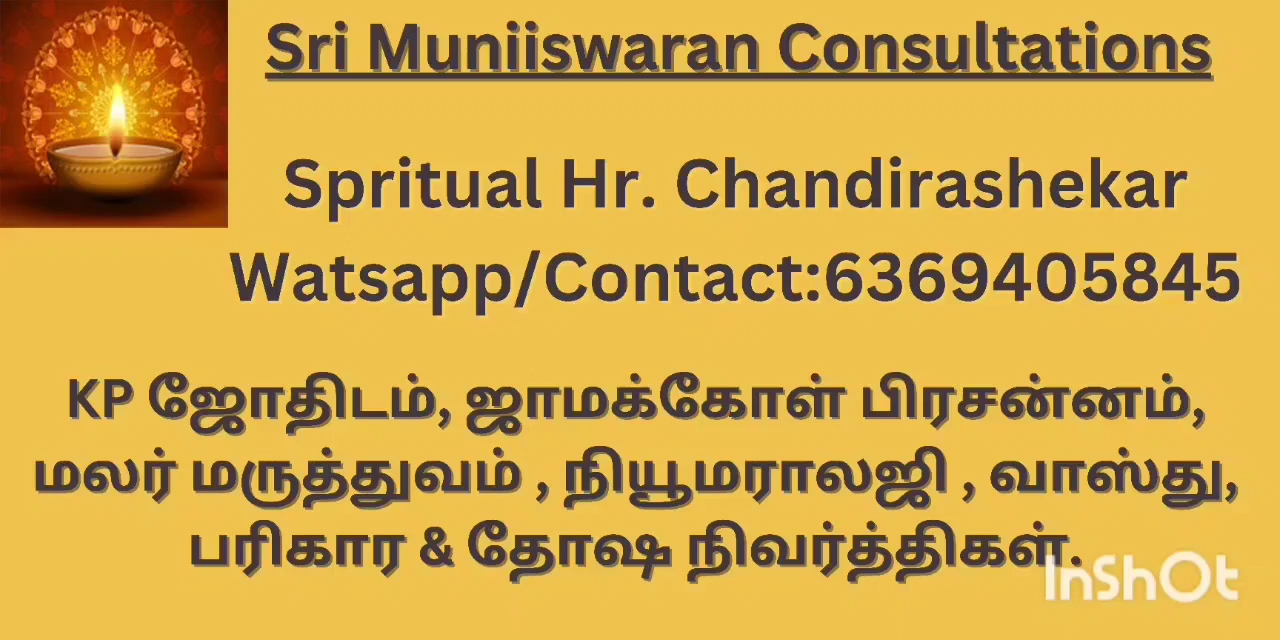 Sri Muniiswaran Consultations
Spritual Hr. Chandirashekar
Watsapp/Contact:6369405845
KP ஜோதிடம், ஜாமக்கோள் பிரசன்னம்,
மலர் மருத்துவம் , நியூமராலஜி , வாஸ்து,
பரிகார & தோஷ நிவர்த்திகள்.
InShOt